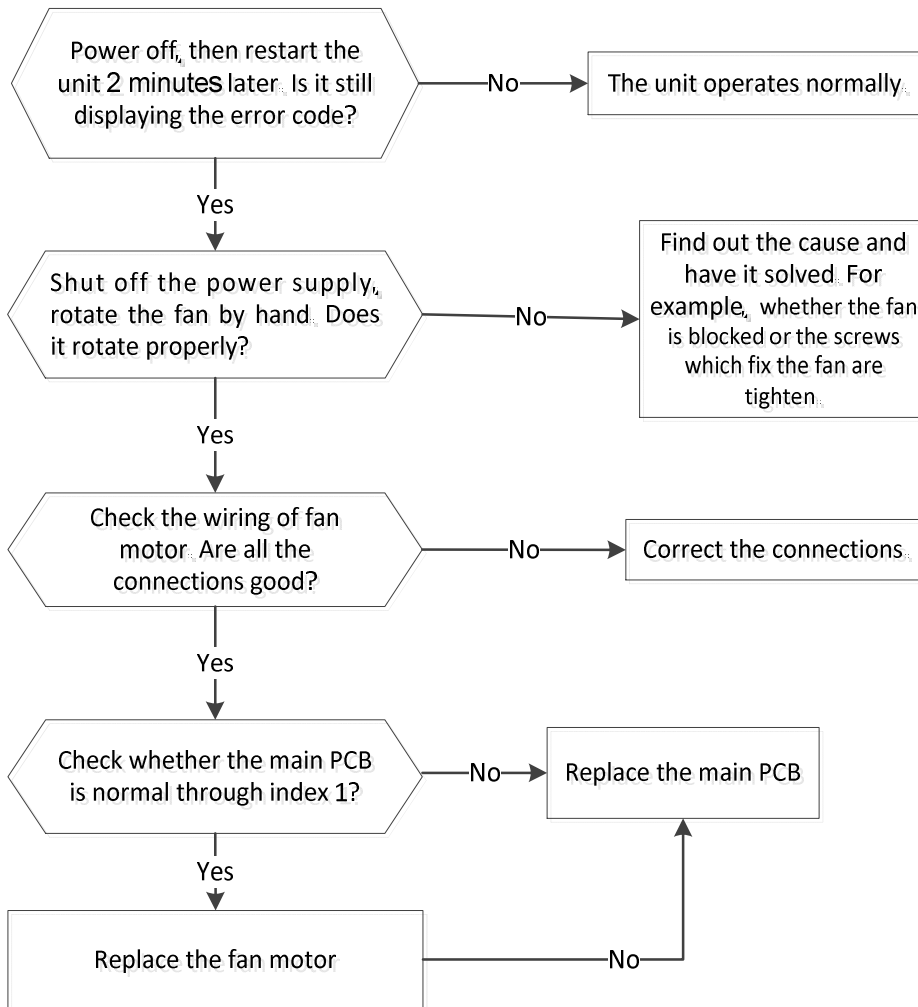 Power off, then restart the
unit 2 minutes later. Is it still
displaying the error code?
No
The unit operates normally.
Yes
Shut off the power supply,
rotate the fan by hand. Does
it rotate properly?
No
Find out the cause and
have it solved. For
example, whether the fan
is blocked or the screws
which fix the fan are
tighten.
Yes
Check the wiring of fan
motor. Are all the
connections good?
No
Correct the connections.
Yes
Check whether the main PCB
is normal through index 1?
No
Replace the main PCB
Yes
Replace the fan motor
No